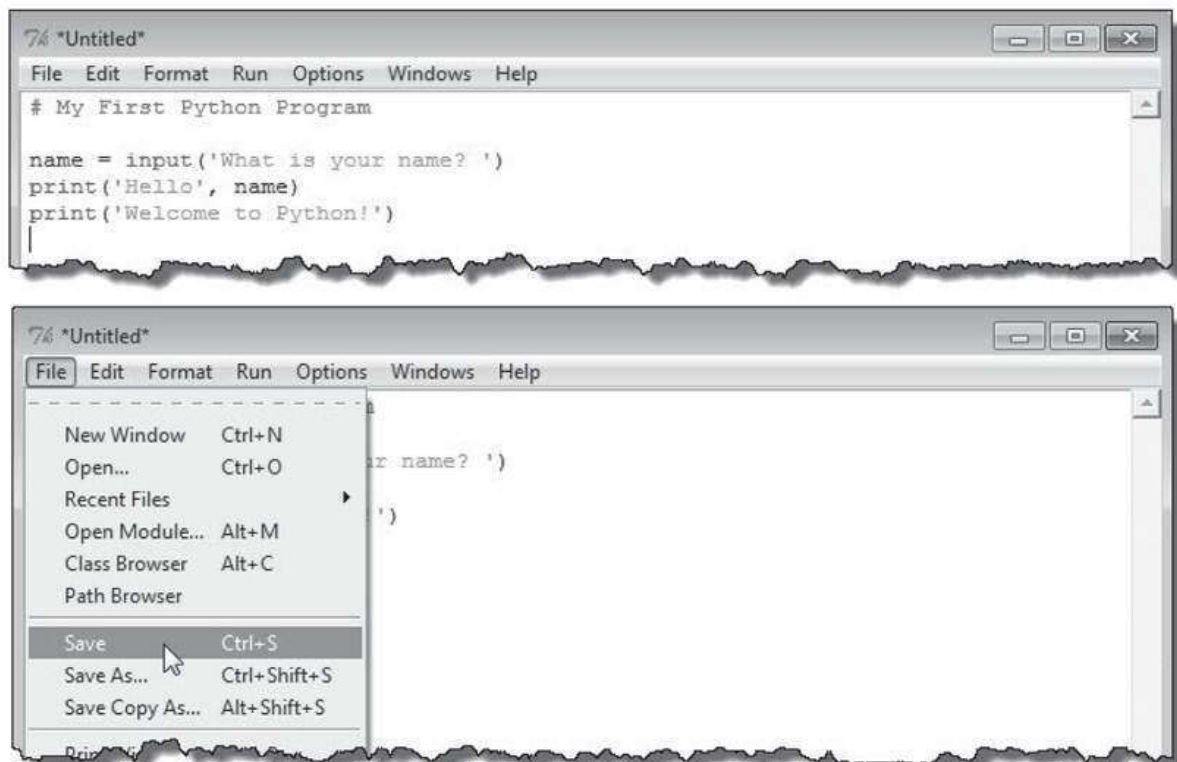 *Untitled*
File Edit Format Run Options Windows Help
# My First Python Program
name = input('What is your name? ')
print('Hello', name)
print('Welcome to Python!')
*Untitled*
File Edit Format Run Options Windows Help
New Window Ctrl+N
Open... Ctrl+O
r name? ')
Recent Files
!')
Open Module... Alt+M
Class Browser Alt+C
Path Browser
Save Ctrl+S
Save As... Ctrl+Shift+S
Save Copy As... Alt+Shift+S